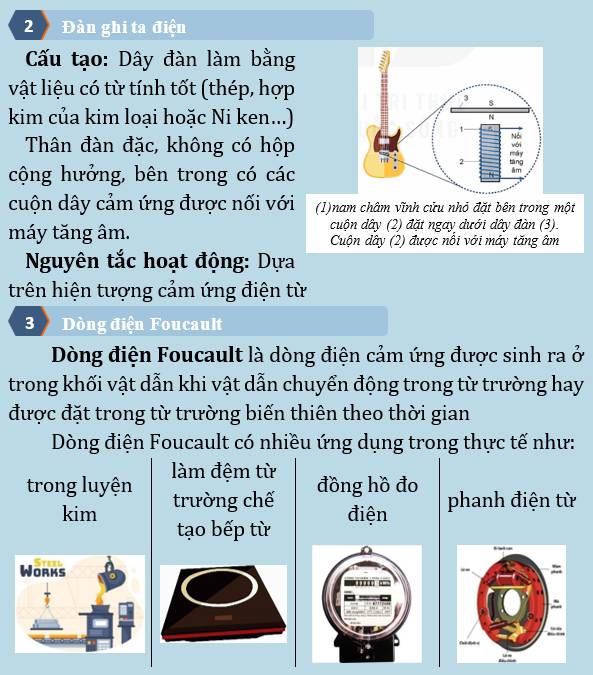 2 Đàn ghi ta điện
Cấu tạo: Dây đàn làm bằng
vật liệu có từ tính tốt (thép, hợp
kim của kim loại hoặc Ni ken...)
Thân đàn đặc, không có hộp
cộng hưởng, bên trong có các
cuộn dây cảm ứng được nối với
máy tăng âm.
Nguyên tắc hoạt động: Dựa
trên hiện tượng cảm ứng điện từ
3
S
N
1
S
2
N
Nối
với
máy
tăng
âm
(1)nam châm vĩnh cửu nhỏ đặt bên trong một
cuộn dây (2) đặt ngay dưới dây đàn (3).
Cuộn dây (2) được nối với máy tăng âm
3 Dòng điện Foucault
Dòng điện Foucault là dòng điện cảm ứng được sinh ra ở
trong khối vật dẫn khi vật dẫn chuyển động trong từ trường hay
được đặt trong từ trường biến thiên theo thời gian
Dòng điện Foucault có nhiều ứng dụng trong thực tế như:
trong luyện
kim
làm đệm từ
trường chế
tạo bếp từ
đồng hồ đo
điện
phanh điện từ
STEEL
WORKS